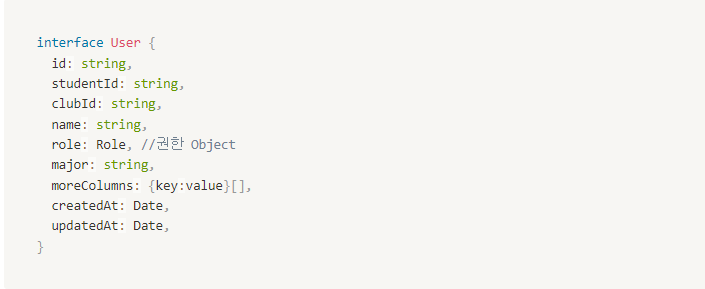 interface User {
id: string,
studentId: string,
clubId: string,
name: string,
role: Role, //권한 Object
major: string,
moreColumns: {key:value}[],
createdAt: Date,
updatedAt: Date,
}